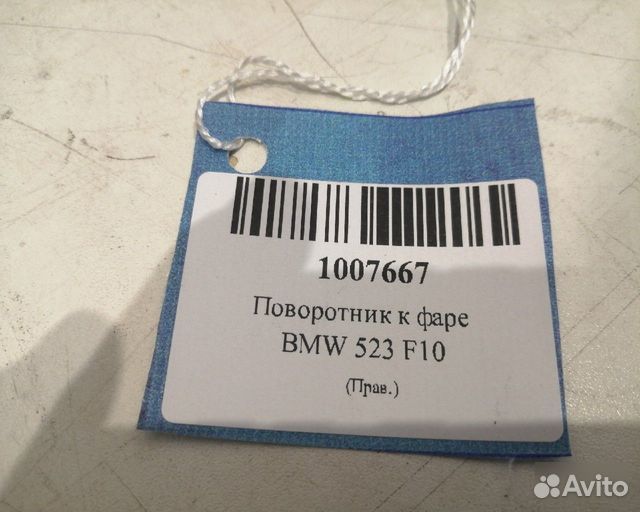 1007667
Поворотник к фаре
BMW 523 F10
(Прав.)
Avito